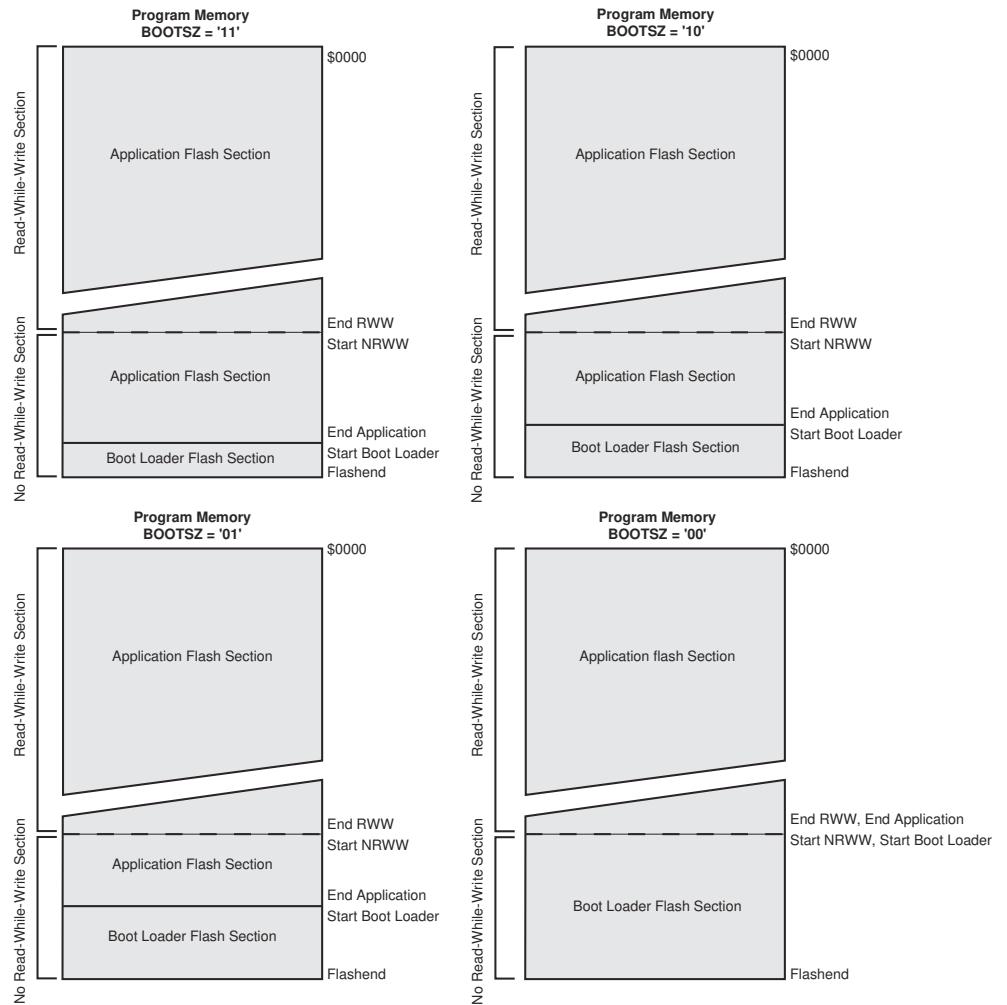 Program Memory
BOOTSZ = '11'
$0000
Read-While-Write Section
Application Flash Section
End RWW
Start NRWW
No Read-While-Write Section
Application Flash Section
End Application
Start Boot Loader
Boot Loader Flash Section
Flashend
Program Memory
BOOTSZ = '10'
$0000
Read-While-Write Section
Application Flash Section
End RWW
Start NRWW
No Read-While-Write Section
Application Flash Section
End Application
Start Boot Loader
Boot Loader Flash Section
Flashend
Program Memory
BOOTSZ = '01'
$0000
Read-While-Write Section
Application Flash Section
End RWW
Start NRWW
No Read-While-Write Section
Application Flash Section
End Application
Start Boot Loader
Boot Loader Flash Section
Flashend
Program Memory
BOOTSZ = '00'
$0000
Read-While-Write Section
Application flash Section
End RWW, End Application
Start NRWW, Start Boot Loader
No Read-While-Write Section
Boot Loader Flash Section
Flashend